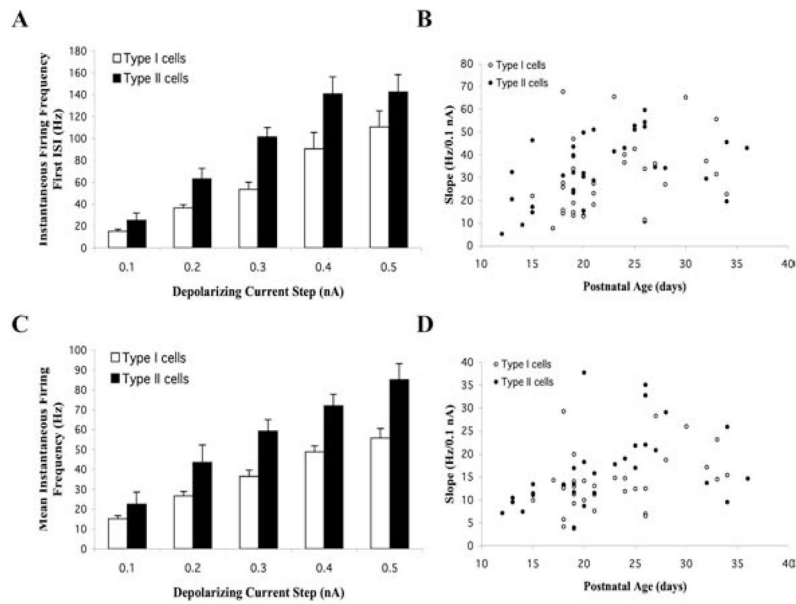 A
Instantaneous Firing Frequency
First ISI (Hz)
180
160
140
120
100
80
60
40
20
0
Type I cells
Type II cells
0.1 0.2 0.3 0.4 0.5
Depolarizing Current Step (nA)
B
Slope (Hz/0.1 nA)
80
70
60
50
40
30
20
10
0
Type I cells
Type II cells
10 15 20 25 30 35 40
Postnatal Age (days)
C
Mean Instantaneous Firing
Frequency (Hz)
100
90
80
70
60
50
40
30
20
10
0
Type I cells
Type II cells
0.1 0.2 0.3 0.4 0.5
Depolarizing Current Step (nA)
D
Slope (Hz/0.1 nA)
40
35
30
25
20
15
10
5
0
Type I cells
Type II cells
10 15 20 25 30 35 40
Postnatal Age (days)